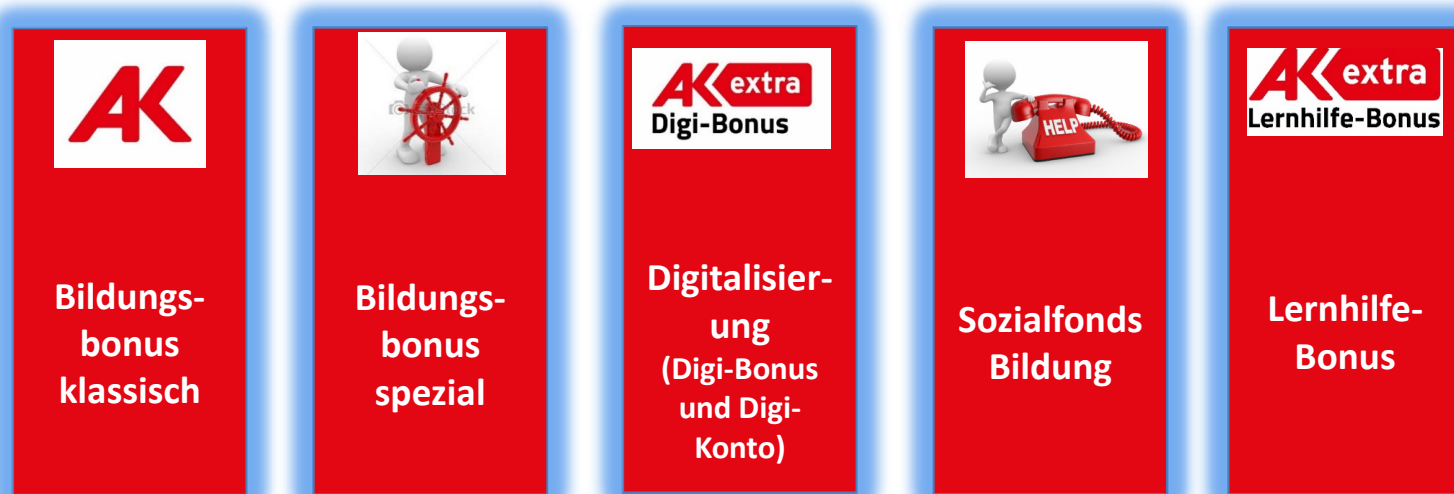 AK
Bildungs-
bonus
klassisch
Bildungs-
bonus
spezial
AK extra
Digi-Bonus
Digitalisier-
ung
(Digi-Bonus
und Digi-
Konto)
HELP
Sozialfonds
Bildung
AK extra
Lernhilfe-Bonus
Lernhilfe-
Bonus